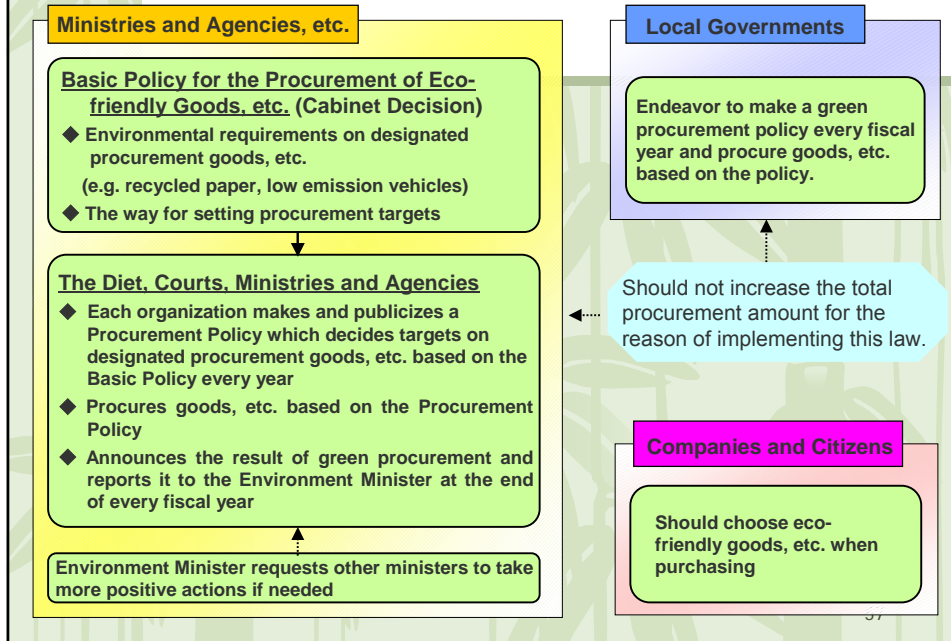 Ministries and Agencies, etc.
Basic Policy for the Procurement of Eco-
friendly Goods, etc. (Cabinet Decision)
◆ Environmental requirements on designated
procurement goods, etc.
(e.g. recycled paper, low emission vehicles)
◆ The way for setting procurement targets
The Diet, Courts, Ministries and Agencies
◆ Each organization makes and publicizes a
Procurement Policy which decides targets on
designated procurement goods, etc. based on the
Basic Policy every year
◆ Procures goods, etc. based on the Procurement
Policy
◆ Announces the result of green procurement and
reports it to the Environment Minister at the end
of every fiscal year
Environment Minister requests other ministers to take
more positive actions if needed
Local Governments
Endeavor to make a green
procurement policy every fiscal
year and procure goods, etc.
based on the policy.
Should not increase the total
procurement amount for the
reason of implementing this law.
Companies and Citizens
Should choose eco-
friendly goods, etc. when
purchasing